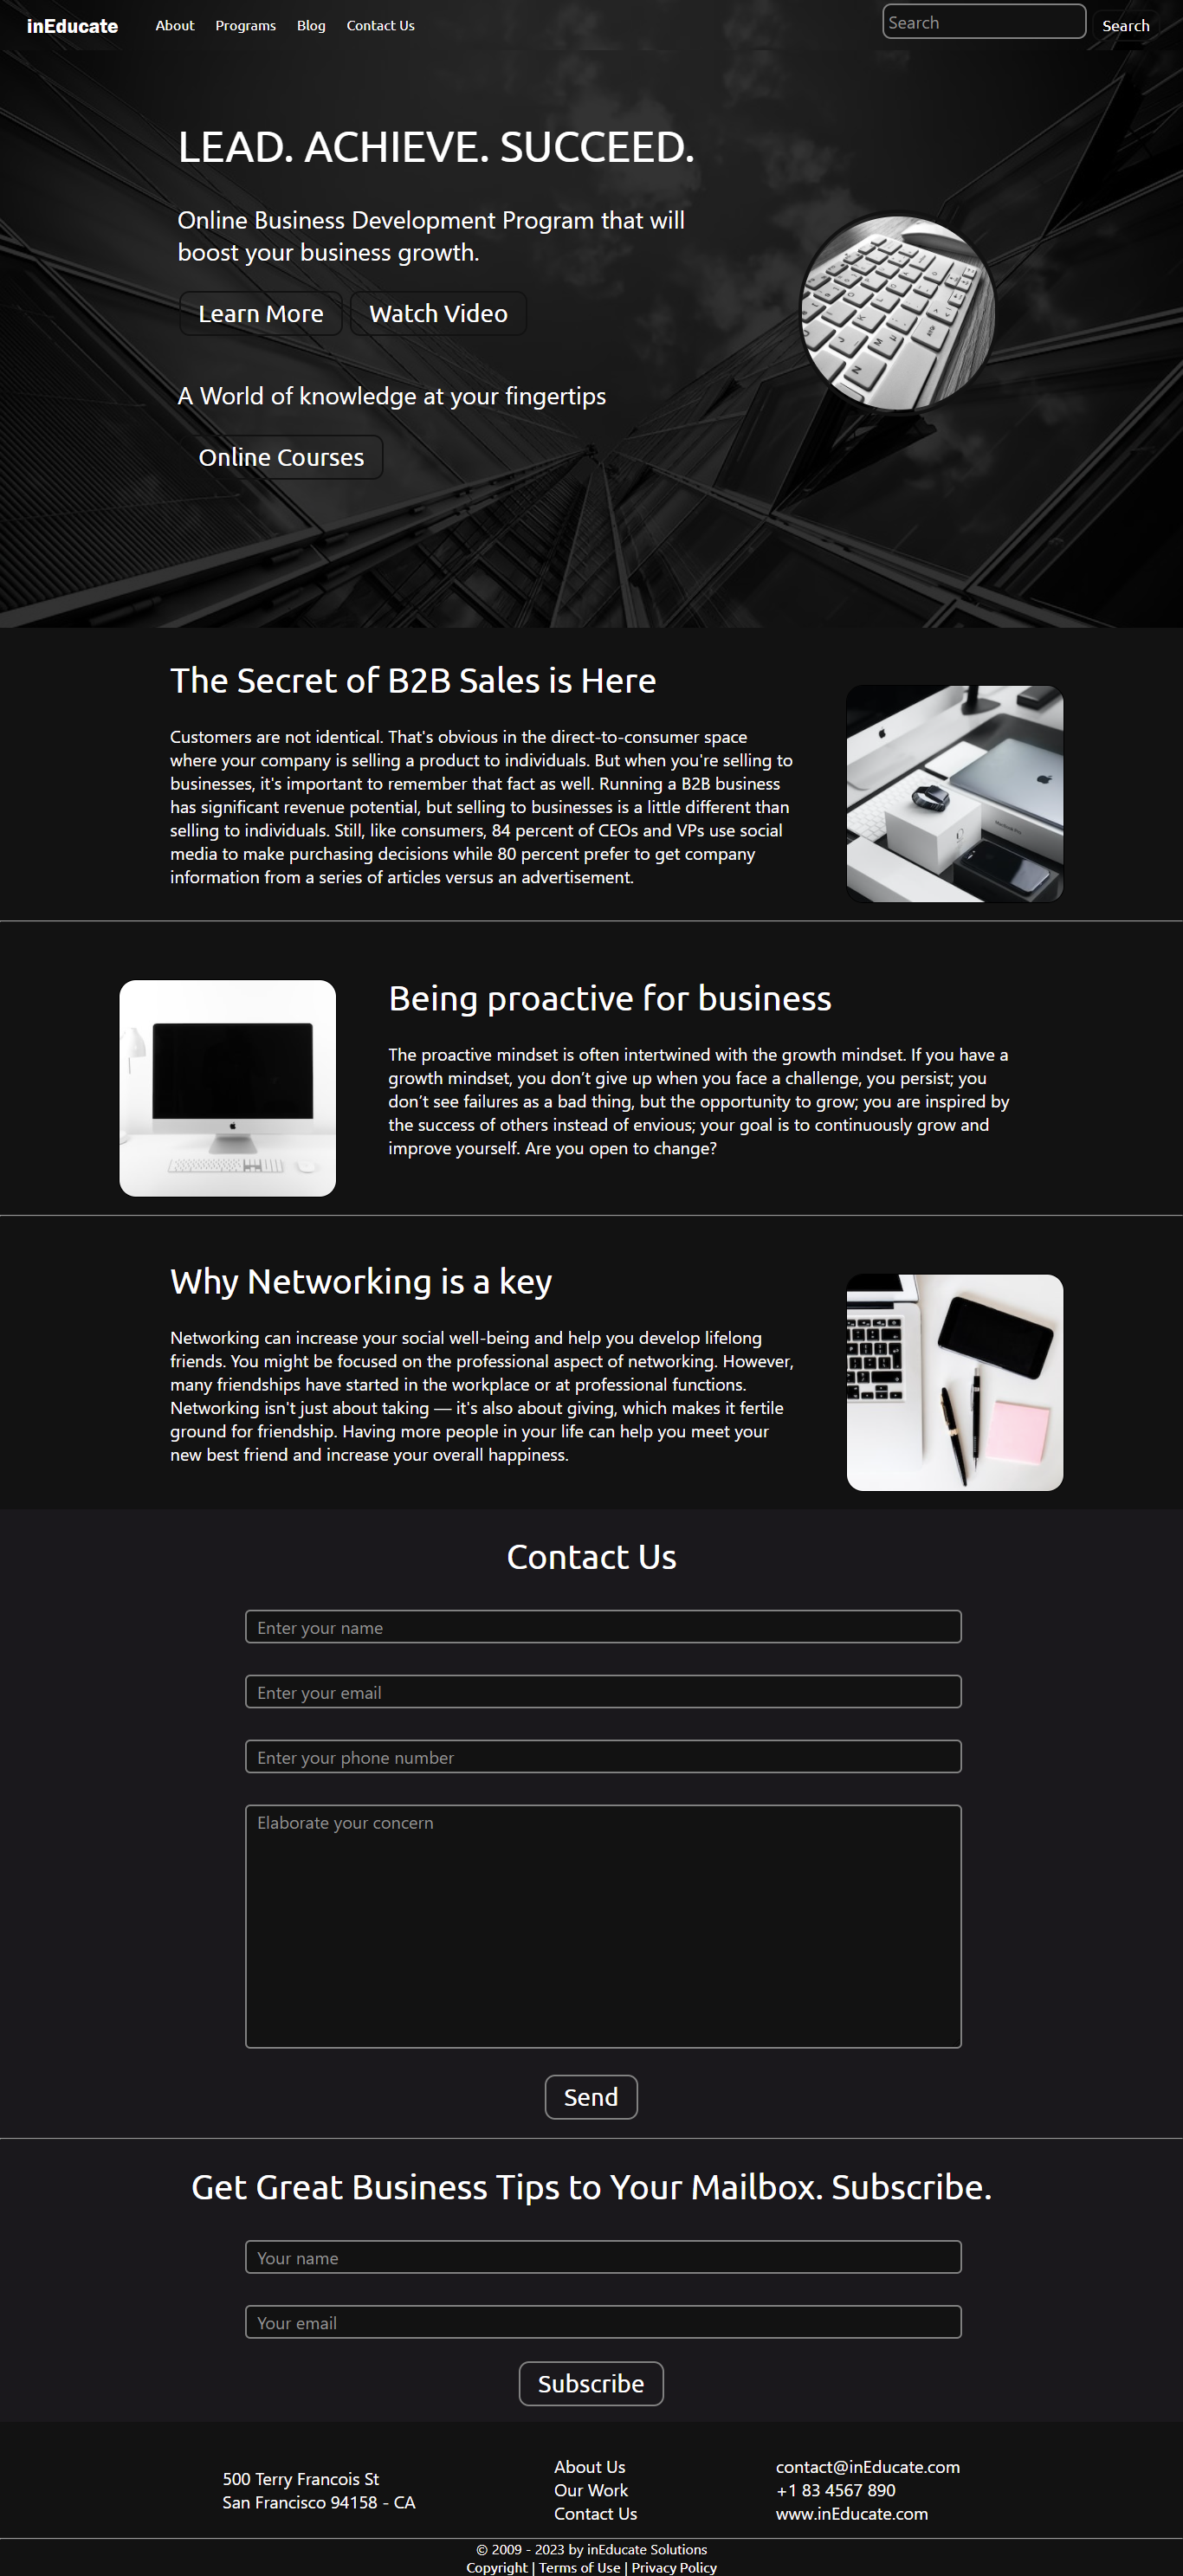 inEducate About Programs Blog Contact Us Search Search
LEAD. ACHIEVE. SUCCEED.
Online Business Development Program that will
boost your business growth.
Learn More Watch Video
A World of knowledge at your fingertips
Online Courses
The Secret of B2B Sales is Here
Customers are not identical. That's obvious in the direct-to-consumer space
where your company is selling a product to individuals. But when you're selling to
businesses, it's important to remember that fact as well. Running a B2B business
has significant revenue potential, but selling to businesses is a little different than
selling to individuals. Still, like consumers, 84 percent of CEOs and VPs use social
media to make purchasing decisions while 80 percent prefer to get company
information from a series of articles versus an advertisement.
Being proactive for business
The proactive mindset is often intertwined with the growth mindset. If you have a
growth mindset, you don’t give up when you face a challenge, you persist; you
don’t see failures as a bad thing, but the opportunity to grow; you are inspired by
the success of others instead of envious; your goal is to continuously grow and
improve yourself. Are you open to change?
Why Networking is a key
Networking can increase your social well-being and help you develop lifelong
friends. You might be focused on the professional aspect of networking. However,
many friendships have started in the workplace or at professional functions.
Networking isn't just about taking — it's also about giving, which makes it fertile
ground for friendship. Having more people in your life can help you meet your
new best friend and increase your overall happiness.
Contact Us
Enter your name
Enter your email
Enter your phone number
Elaborate your concern
Send
Get Great Business Tips to Your Mailbox. Subscribe.
Your name
Your email
Subscribe
500 Terry Francois St
San Francisco 94158 - CA
About Us
Our Work
Contact Us
contact@inEducate.com
+1 83 4567 890
www.inEducate.com
© 2009 - 2023 by inEducate Solutions
Copyright | Terms of Use | Privacy Policy